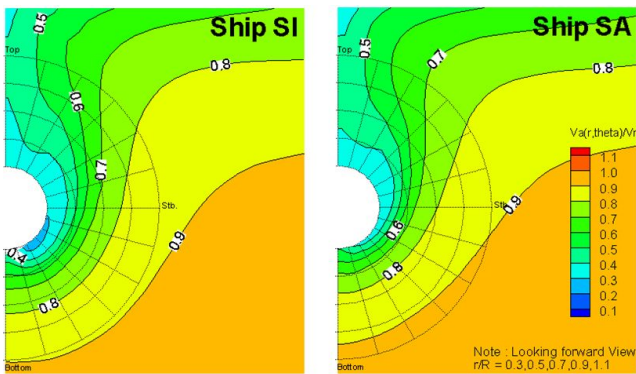 Ship SI
0.5
Top
0.8
0.6
0.7
Stb.
0.9
0.4
0.8
Bottom
Ship SA
0.5
Top
0.7
0.8
Va(r,theta)/Vr
1.1
1.0
0.9
0.8
0.7
0.6
0.5
0.4
0.3
0.2
0.1
Stb.
0.9
0.6
0.8
Bottom
Note : Looking forward View
r/R = 0.3,0.5,0.7,0.9,1.1